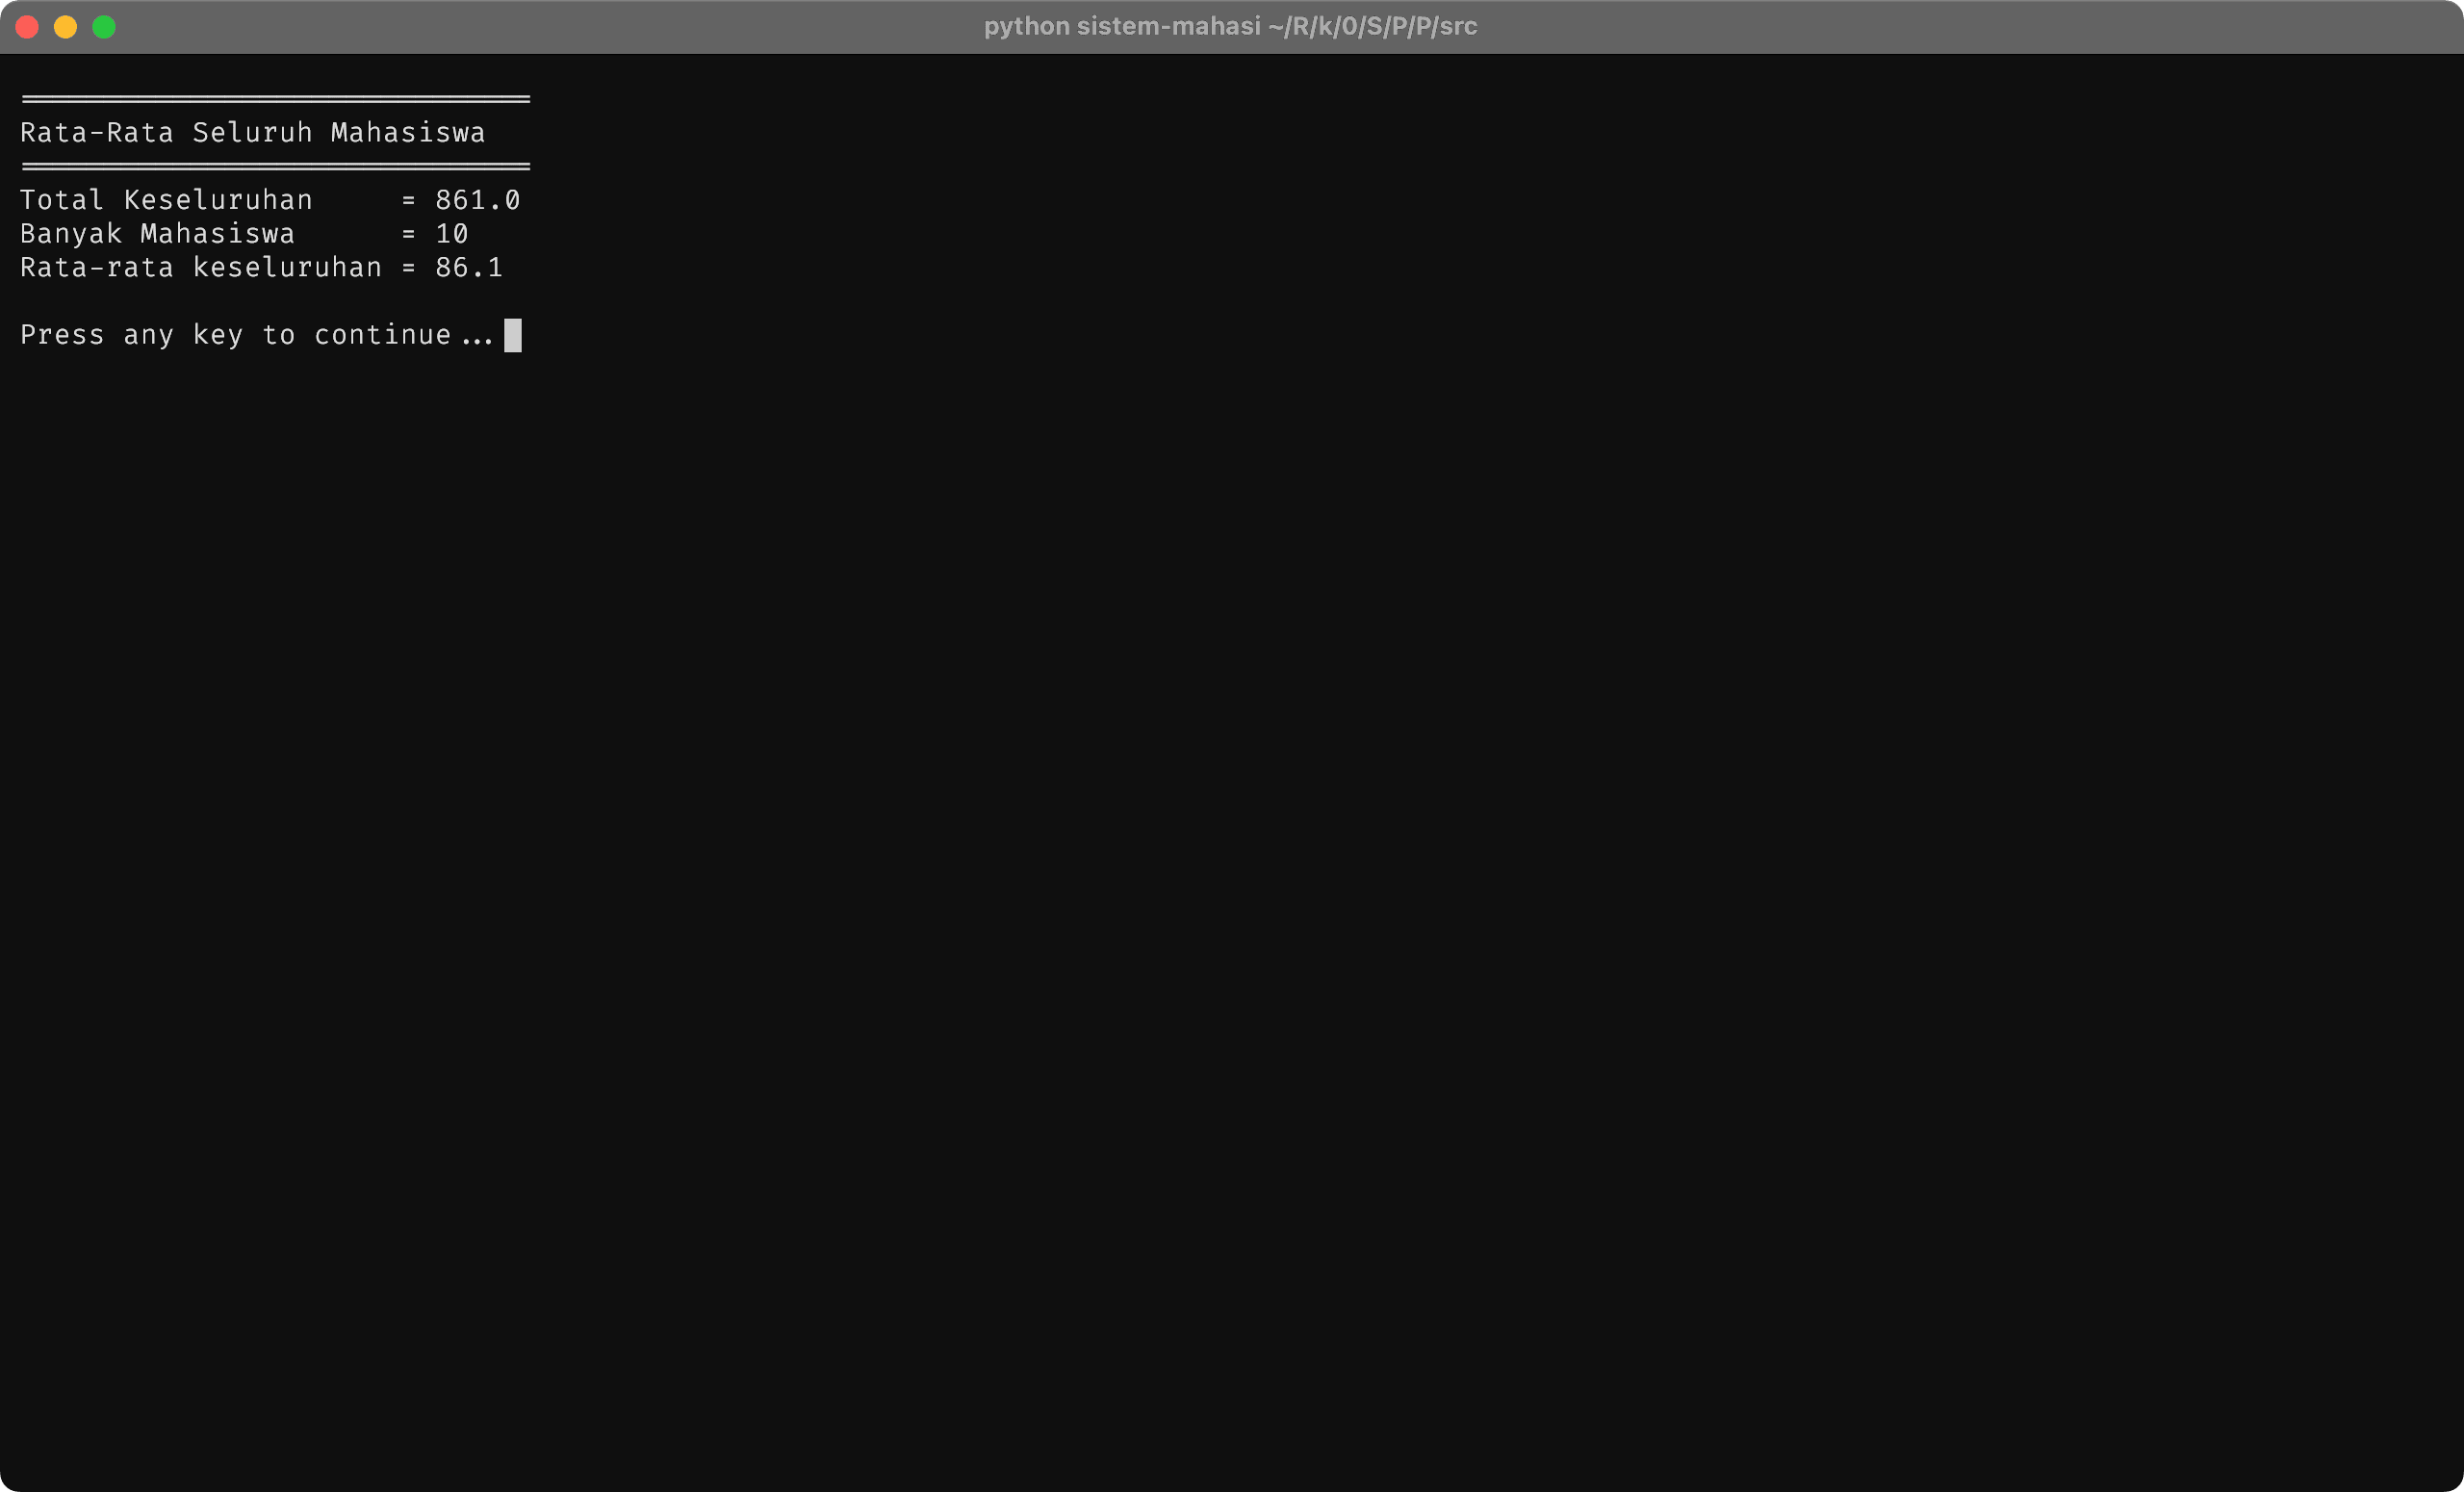 python sistem-mahasi ~/R/k/0/S/P/P/src
==============================
Rata-Rata Seluruh Mahasiswa
==============================
Total Keseluruhan     = 861.0
Banyak Mahasiswa      = 10
Rata-rata keseluruhan = 86.1
Press any key to continue...